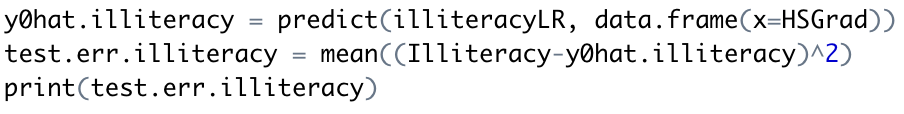 y0hat.illiteracy = predict(illiteracyLR, data.frame(x=HSGrad))
test.err.illiteracy = mean((Illiteracy-y0hat.illiteracy)^2)
print(test.err.illiteracy)